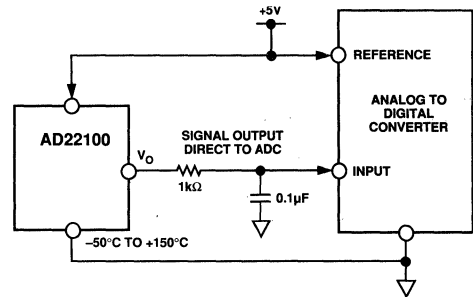 +5V
REFERENCE
ANALOG TO
DIGITAL
CONVERTER
AD22100
SIGNAL OUTPUT
DIRECT TO ADC
VO
1kΩ
INPUT
0.1µF
–50°C TO +150°C